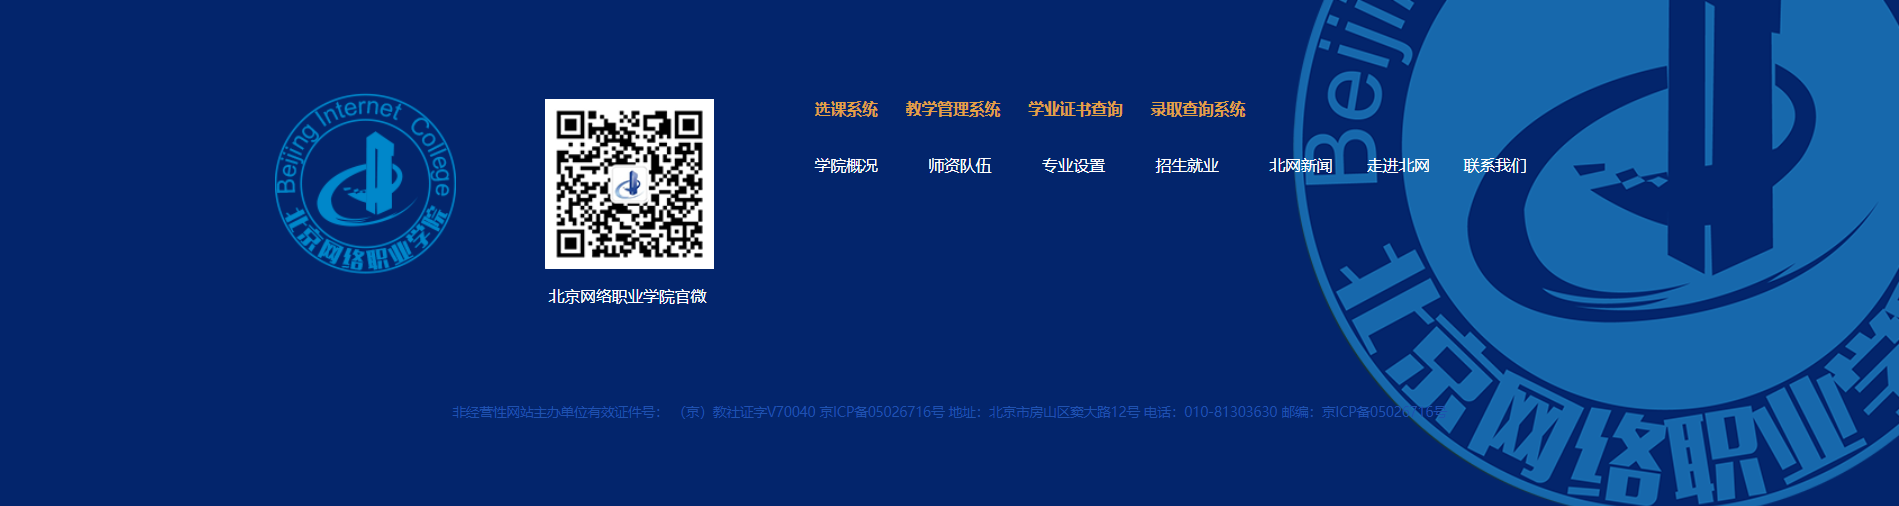 Beijing Internet College
北京网络职业学院
北京网络职业学院官微
选课系统 教学管理系统 学业证书查询 录取查询系统
学院概况 师资队伍 专业设置 招生就业 北网新闻 走进北网 联系我们
非经营性网站主办单位有效证件号： （京）教社证字V70040 京ICP备05026716号 地址：北京市房山区窦大路12号 电话：010-81303630 邮编：京ICP备05026716号
Beijing
北京网络职业学